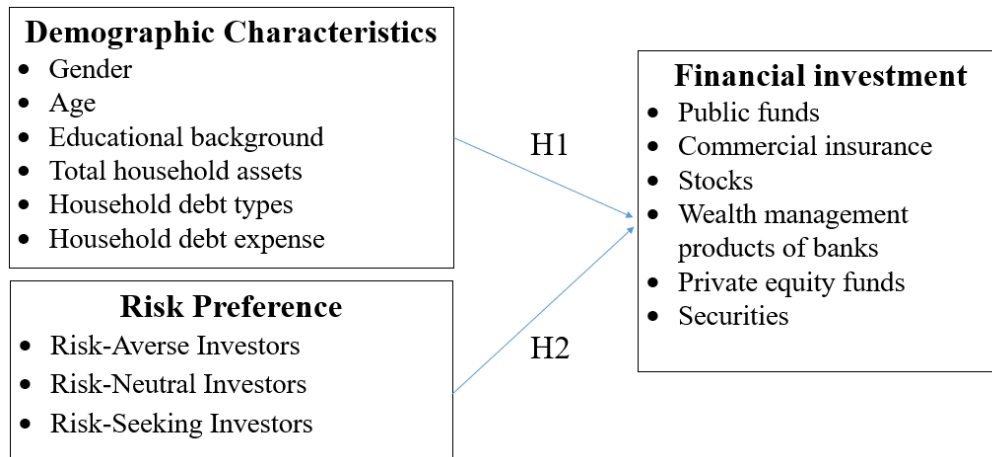 Demographic Characteristics
• Gender
• Age
• Educational background
• Total household assets
• Household debt types
• Household debt expense
Risk Preference
• Risk-Averse Investors
• Risk-Neutral Investors
• Risk-Seeking Investors
H1
H2
Financial investment
• Public funds
• Commercial insurance
• Stocks
• Wealth management
products of banks
• Private equity funds
• Securities